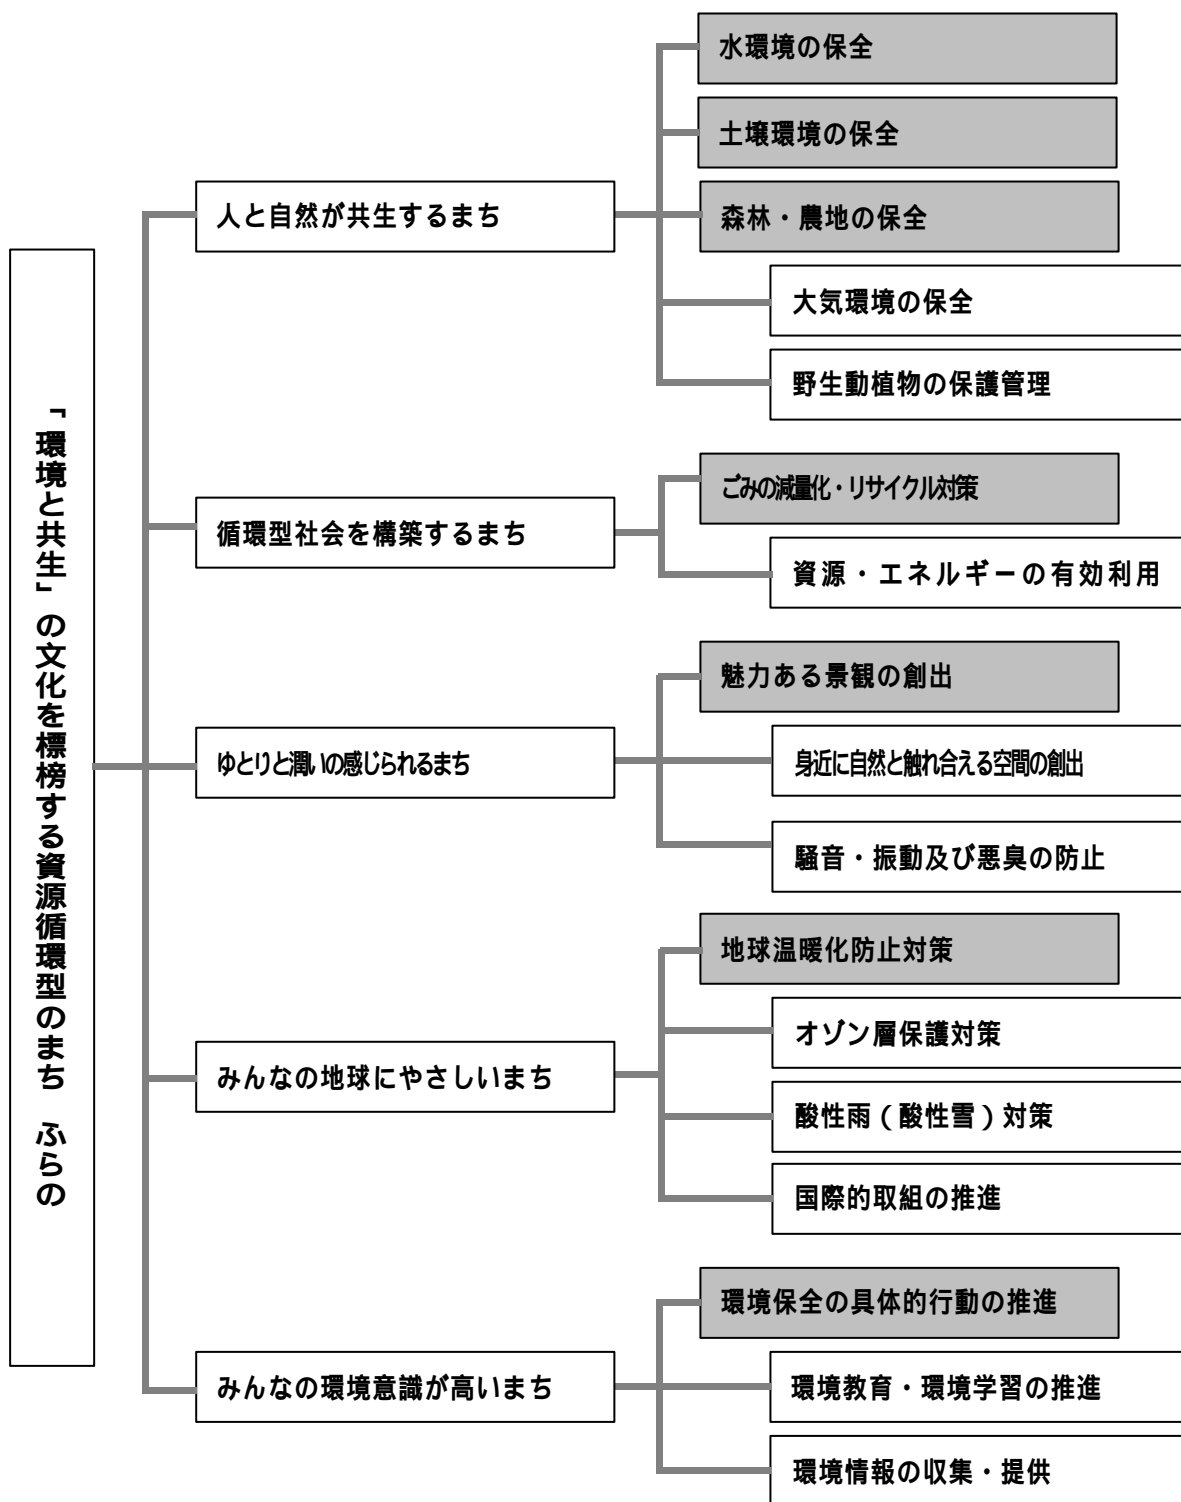 「環境と共生」の文化を標榜する資源循環型のまち　ふらの
人と自然が共生するまち
水環境の保全
土壌環境の保全
森林・農地の保全
大気環境の保全
野生動植物の保護管理
循環型社会を構築するまち
ごみの減量化・リサイクル対策
資源・エネルギーの有効利用
ゆとりと潤いの感じられるまち
魅力ある景観の創出
身近に自然と触れ合える空間の創出
騒音・振動及び悪臭の防止
みんなの地球にやさしいまち
地球温暖化防止対策
オゾン層保護対策
酸性雨（酸性雪）対策
国際的取組の推進
みんなの環境意識が高いまち
環境保全の具体的行動の推進
環境教育・環境学習の推進
環境情報の収集・提供